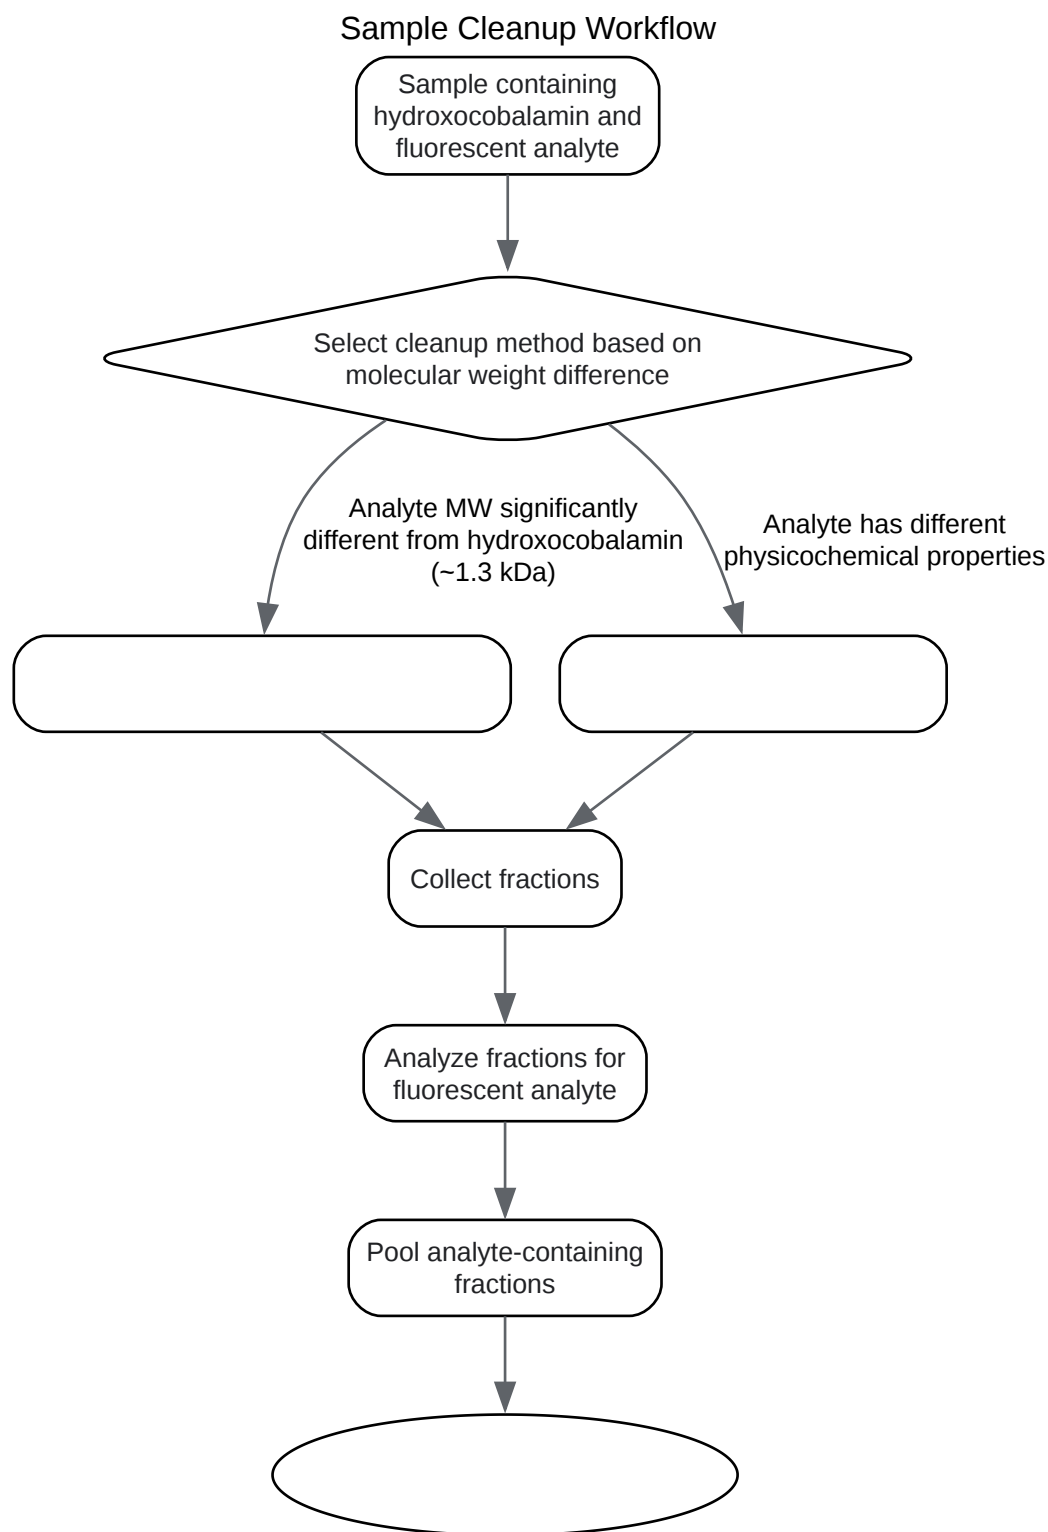 Sample Cleanup Workflow
Sample containing
hydroxocobalamin and
fluorescent analyte
Select cleanup method based on
molecular weight difference
Analyte MW significantly
different from hydroxocobalamin
(~1.3 kDa)
Analyte has different
physicochemical properties
Collect fractions
Analyze fractions for
fluorescent analyte
Pool analyte-containing
fractions